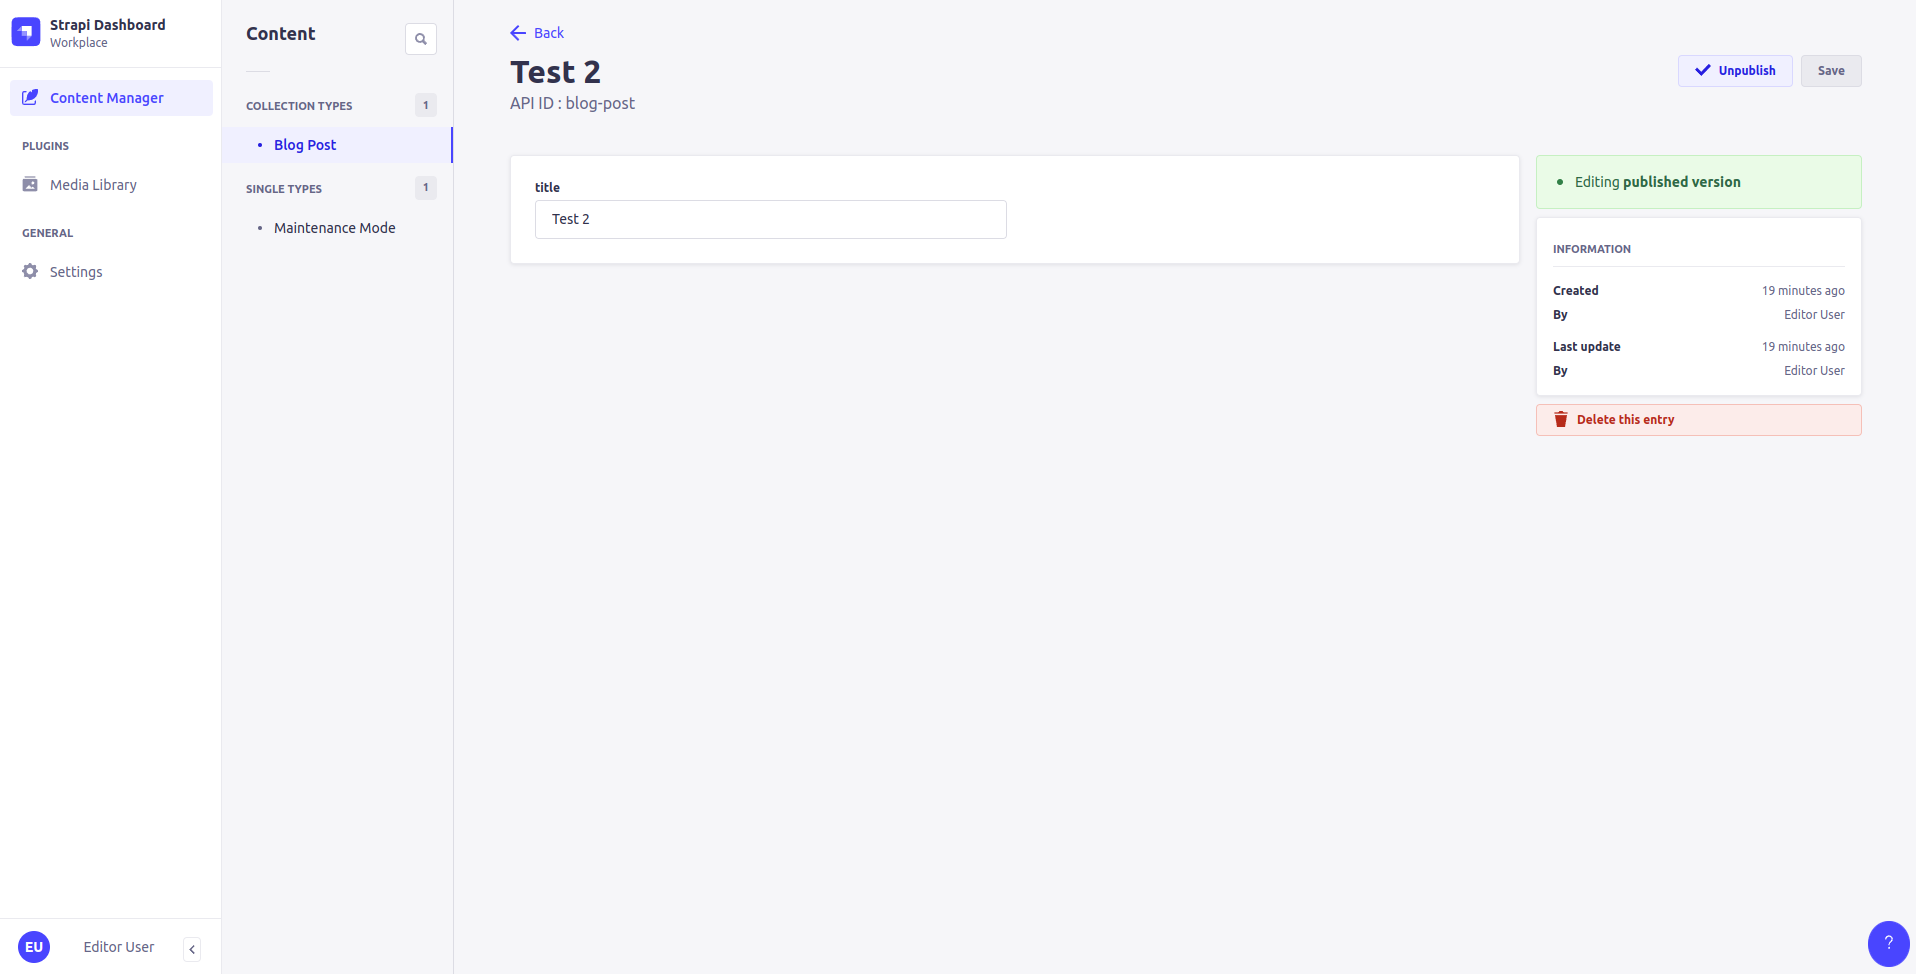 Strapi Dashboard
Workplace
Content Manager
PLUGINS
Media Library
GENERAL
Settings
EU
Editor User
Content
COLLECTION TYPES
1
Blog Post
SINGLE TYPES
1
Maintenance Mode
Back
Test 2
API ID : blog-post
Unpublish
Save
title
Test 2
Editing published version
INFORMATION
Created 19 minutes ago
By Editor User
Last update 19 minutes ago
By Editor User
Delete this entry
?